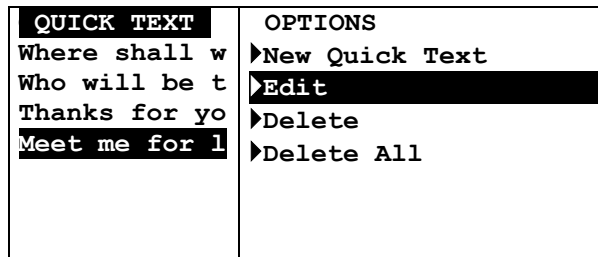 QUICK TEXT
Where shall w
Who will be t
Thanks for yo
Meet me for l
OPTIONS
New Quick Text
Edit
Delete
Delete All